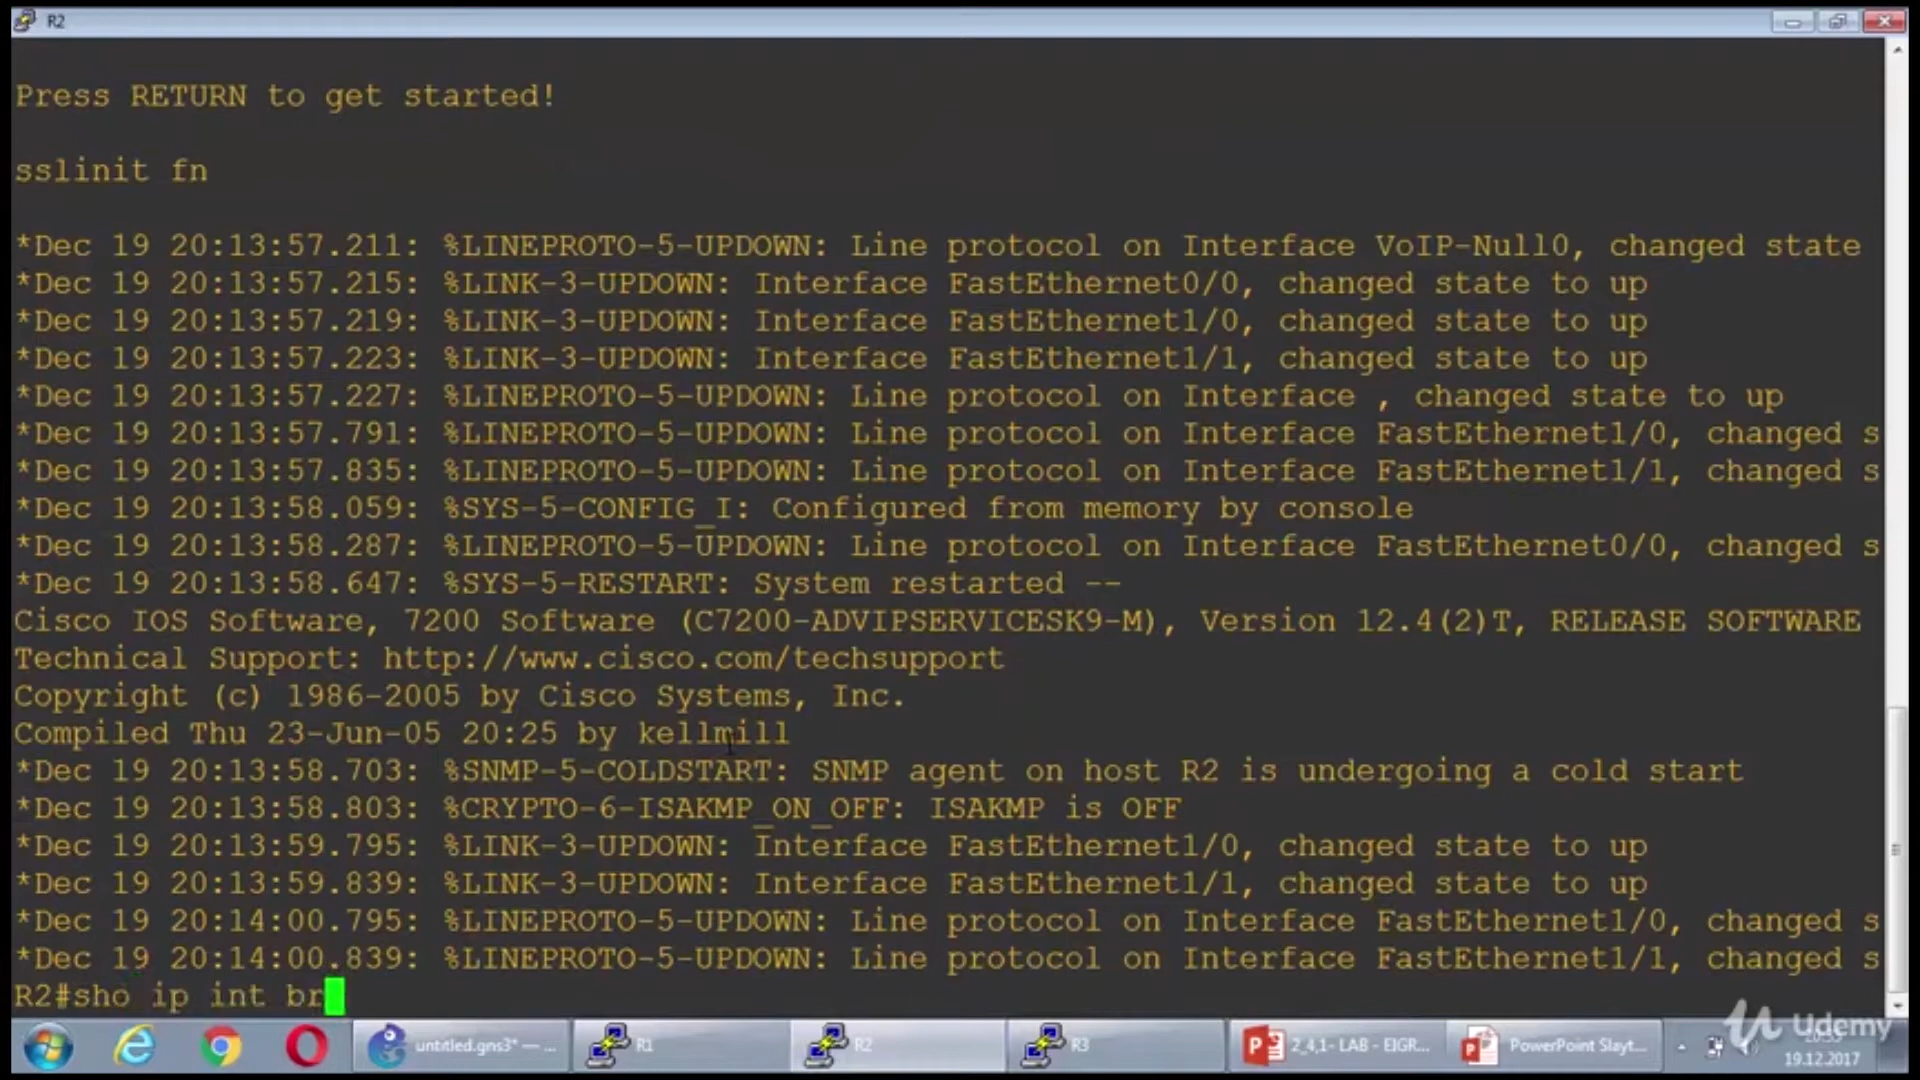 R2
Press RETURN to get started!
sslinit fn
*Dec 19 20:13:57.211: %LINEPROTO-5-UPDOWN: Line protocol on Interface VoIP-Null0, changed state
*Dec 19 20:13:57.215: %LINK-3-UPDOWN: Interface FastEthernet0/0, changed state to up
*Dec 19 20:13:57.219: %LINK-3-UPDOWN: Interface FastEthernet1/0, changed state to up
*Dec 19 20:13:57.223: %LINK-3-UPDOWN: Interface FastEthernet1/1, changed state to up
*Dec 19 20:13:57.227: %LINEPROTO-5-UPDOWN: Line protocol on Interface , changed state to up
*Dec 19 20:13:57.791: %LINEPROTO-5-UPDOWN: Line protocol on Interface FastEthernet1/0, changed s
*Dec 19 20:13:57.835: %LINEPROTO-5-UPDOWN: Line protocol on Interface FastEthernet1/1, changed s
*Dec 19 20:13:58.059: %SYS-5-CONFIG_I: Configured from memory by console
*Dec 19 20:13:58.287: %LINEPROTO-5-UPDOWN: Line protocol on Interface FastEthernet0/0, changed s
*Dec 19 20:13:58.647: %SYS-5-RESTART: System restarted --
Cisco IOS Software, 7200 Software (C7200-ADVIPSERVICESK9-M), Version 12.4(2)T, RELEASE SOFTWARE
Technical Support: http://www.cisco.com/techsupport
Copyright (c) 1986-2005 by Cisco Systems, Inc.
Compiled Thu 23-Jun-05 20:25 by kellmill
*Dec 19 20:13:58.703: %SNMP-5-COLDSTART: SNMP agent on host R2 is undergoing a cold start
*Dec 19 20:13:58.803: %CRYPTO-6-ISAKMP_ON_OFF: ISAKMP is OFF
*Dec 19 20:13:59.795: %LINK-3-UPDOWN: Interface FastEthernet1/0, changed state to up
*Dec 19 20:13:59.839: %LINK-3-UPDOWN: Interface FastEthernet1/1, changed state to up
*Dec 19 20:14:00.795: %LINEPROTO-5-UPDOWN: Line protocol on Interface FastEthernet1/0, changed s
*Dec 19 20:14:00.839: %LINEPROTO-5-UPDOWN: Line protocol on Interface FastEthernet1/1, changed s
R2#sho ip int br
untitled.gns3* — ...
R1
R2
R3
2_4,1- LAB - EIGR...
PowerPoint Slayt...
Udemy
19.12.2017